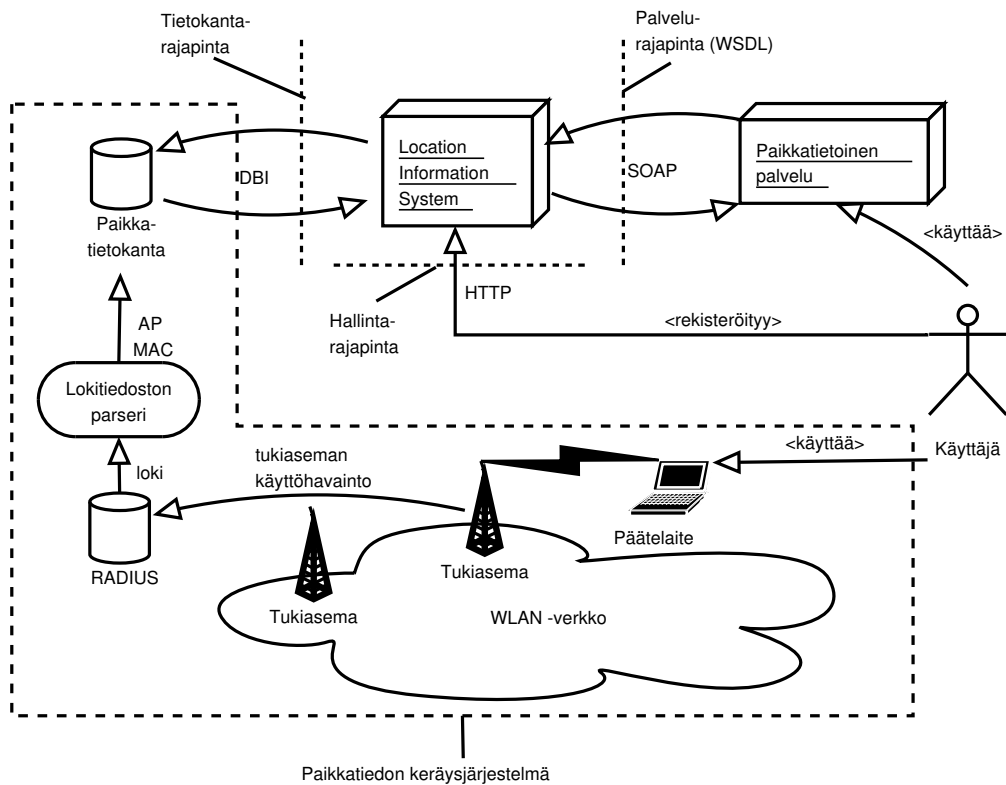 Tietokanta-
rajapinta
Palvelu-
rajapinta (WSDL)
Location
Information
System
Paikkatietoinen
palvelu
DBI
SOAP
Paikka-
tietokanta
<käyttää>
HTTP
Hallinta-
rajapinta
<rekisteröityy>
AP
MAC
Lokitiedoston
parseri
loki
tukiaseman
käyttöhavainto
<käyttää>
Käyttäjä
Päätelaite
RADIUS
Tukiasema
Tukiasema
WLAN -verkko
Paikkatiedon keräysjärjestelmä